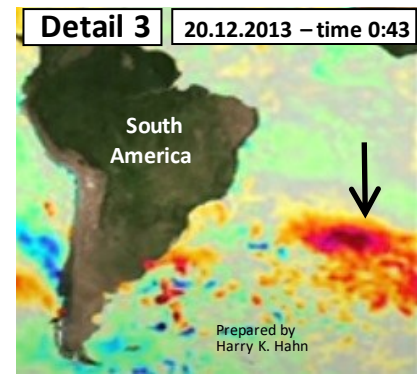 Detail 3
20.12.2013 – time 0:43
South
America
Prepared by
Harry K. Hahn